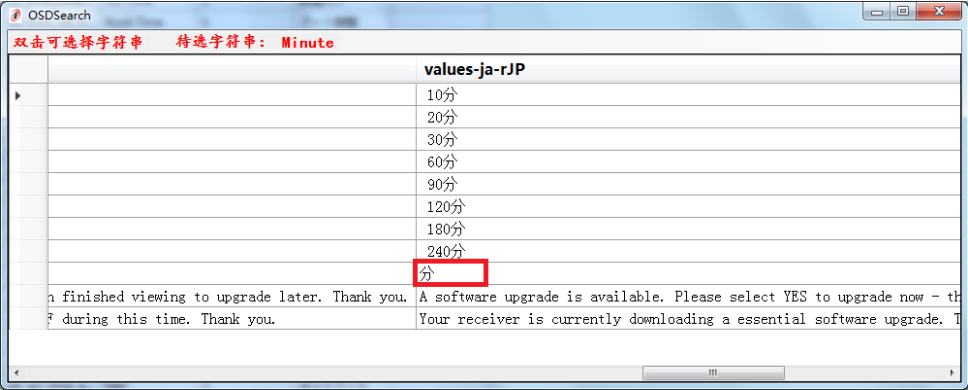 OSDSearch
双击可选择字符串 待选字符串: Minute
values-ja-rJP
10分
20分
30分
60分
90分
120分
180分
240分
分
n finished viewing to upgrade later. Thank you. A software upgrade is available. Please select YES to upgrade now - th
F during this time. Thank you. Your receiver is currently downloading a essential software upgrade. T